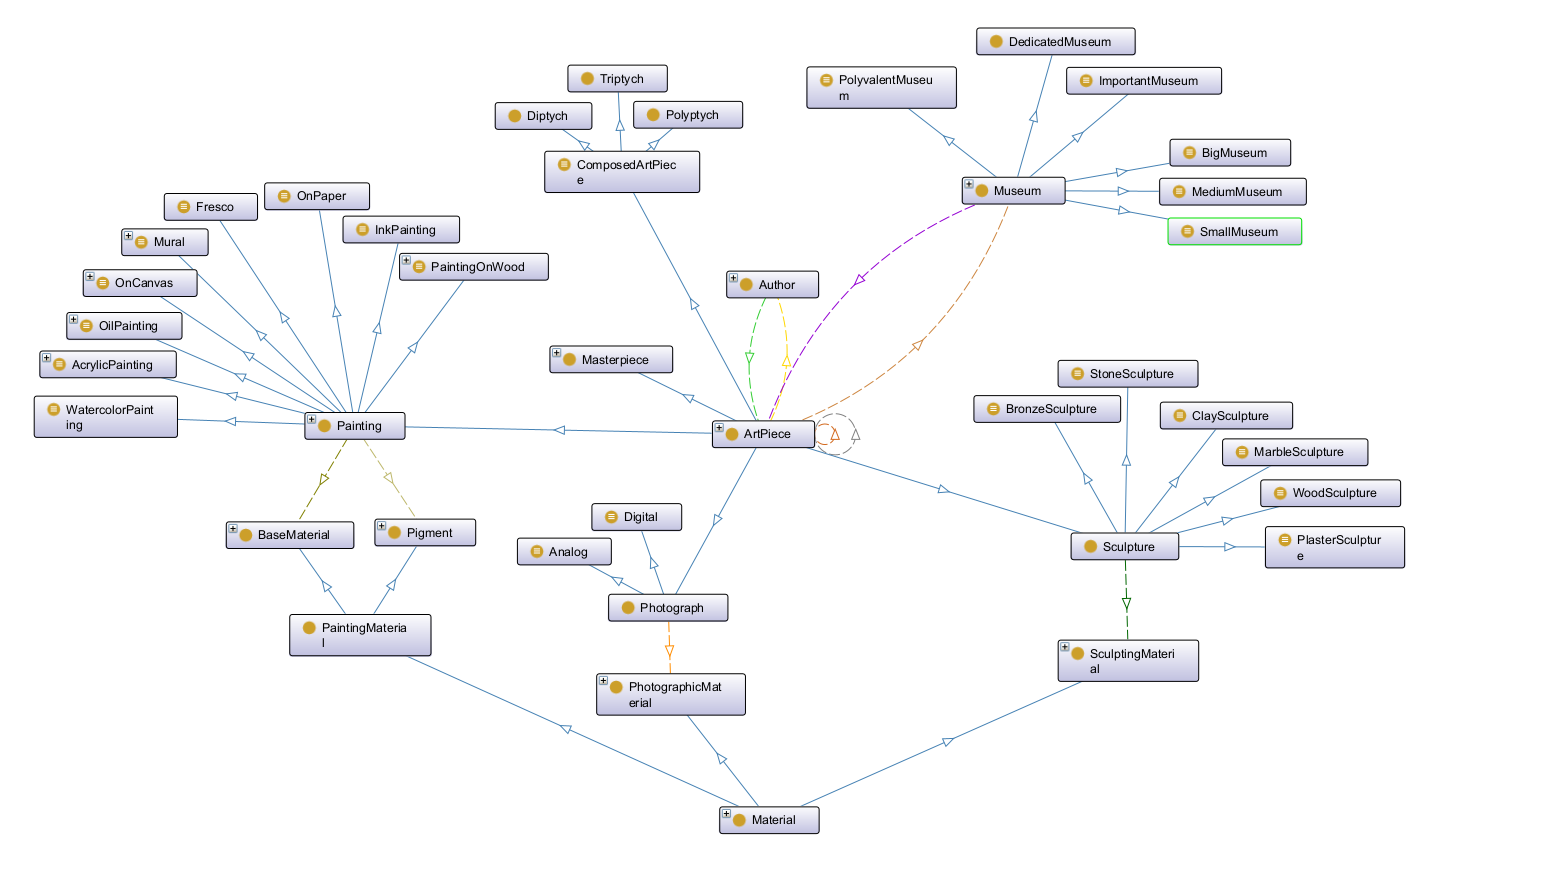 DedicatedMuseum
Triptych
PolyvalentMuseu
m
ImportantMuseum
Diptych
Polyptych
BigMuseum
ComposedArtPiec
e
Museum
MediumMuseum
OnPaper
Fresco
SmallMuseum
InkPainting
Mural
PaintingOnWood
OnCanvas
Author
OilPainting
Masterpiece
AcrylicPainting
StoneSculpture
WatercolorPaint
ing
BronzeSculpture
ClaySculpture
Painting
ArtPiece
MarbleSculpture
WoodSculpture
Digital
BaseMaterial
Pigment
Analog
Sculpture
PlasterSculptur
e
Photograph
PaintingMateria
l
SculptingMateri
al
PhotographicMat
erial
Material